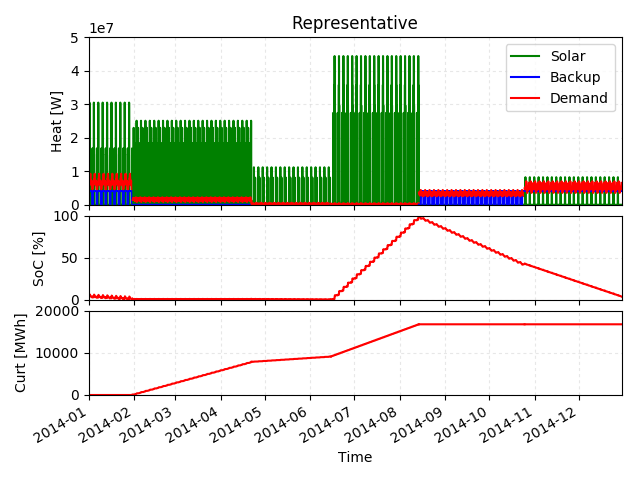 Representative
1e7
Heat [W]
5
4
3
2
1
0
Solar
Backup
Demand
SoC [%]
100
50
0
Curt [MWh]
20000
10000
0
2014-01
2014-02
2014-03
2014-04
2014-05
2014-06
2014-07
2014-08
2014-09
2014-10
2014-11
2014-12
Time